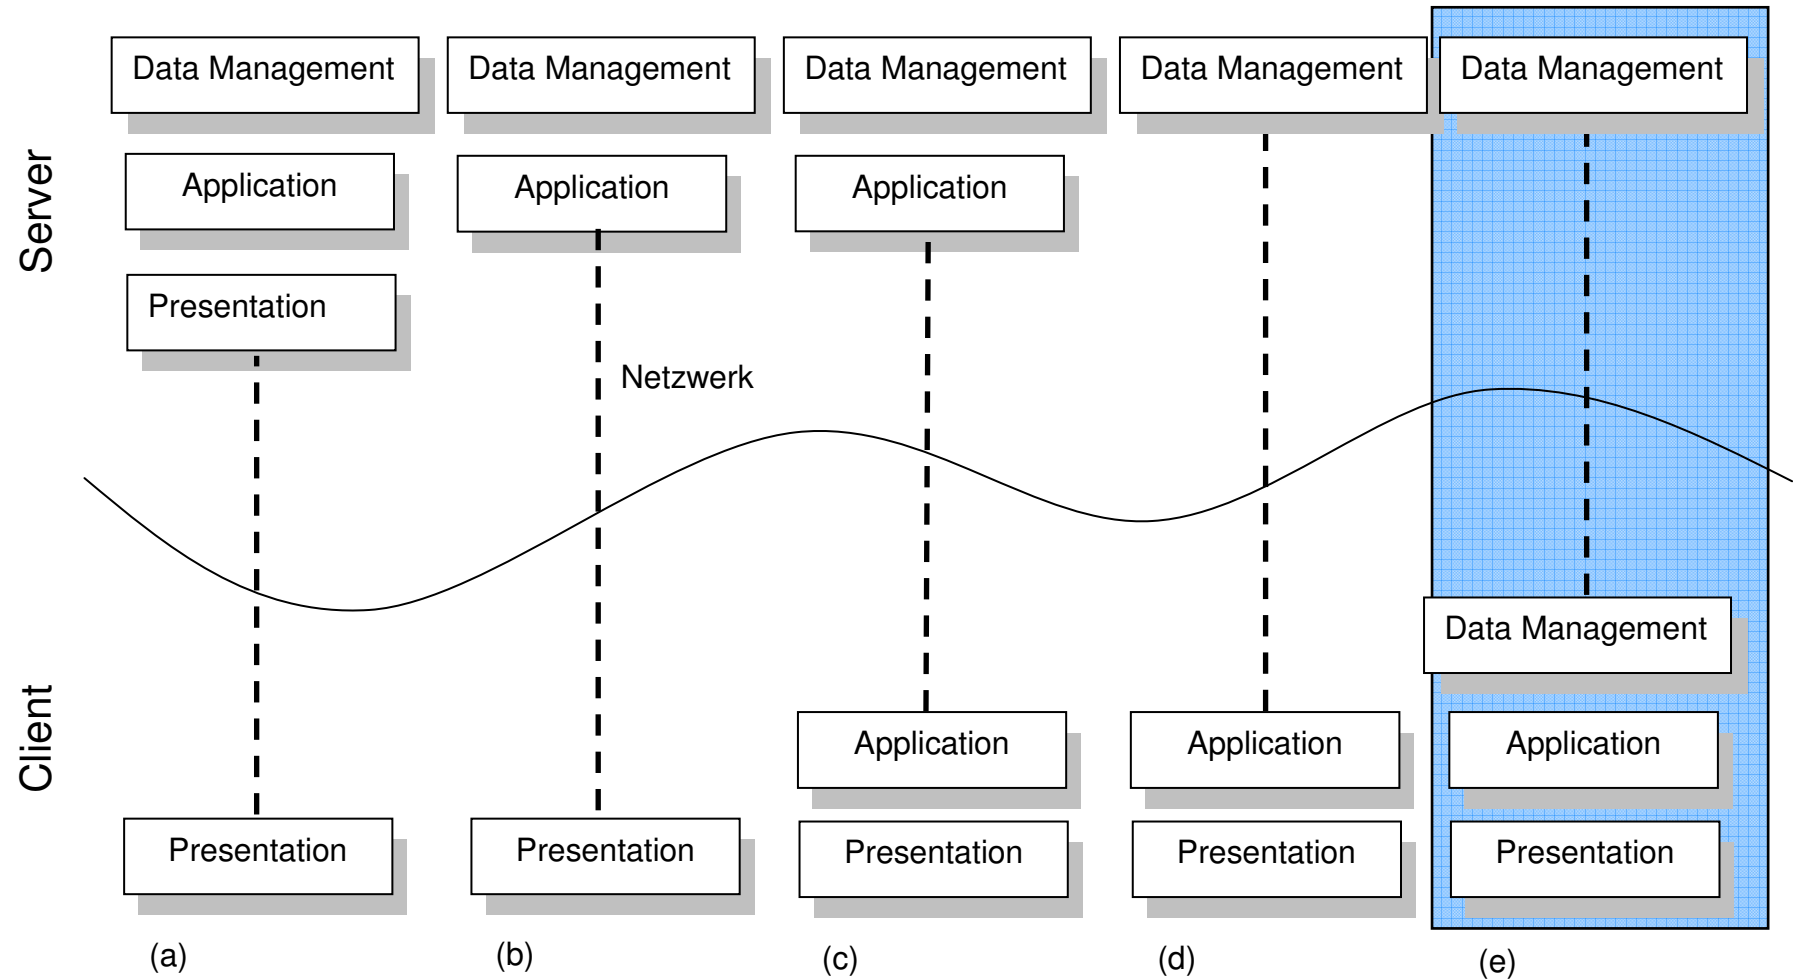 Data Management
Data Management
Data Management
Data Management
Data Management
Server
Application
Application
Application
Presentation
Netzwerk
Client
Data Management
Application
Application
Application
Presentation
Presentation
Presentation
Presentation
Presentation
(a)
(b)
(c)
(d)
(e)